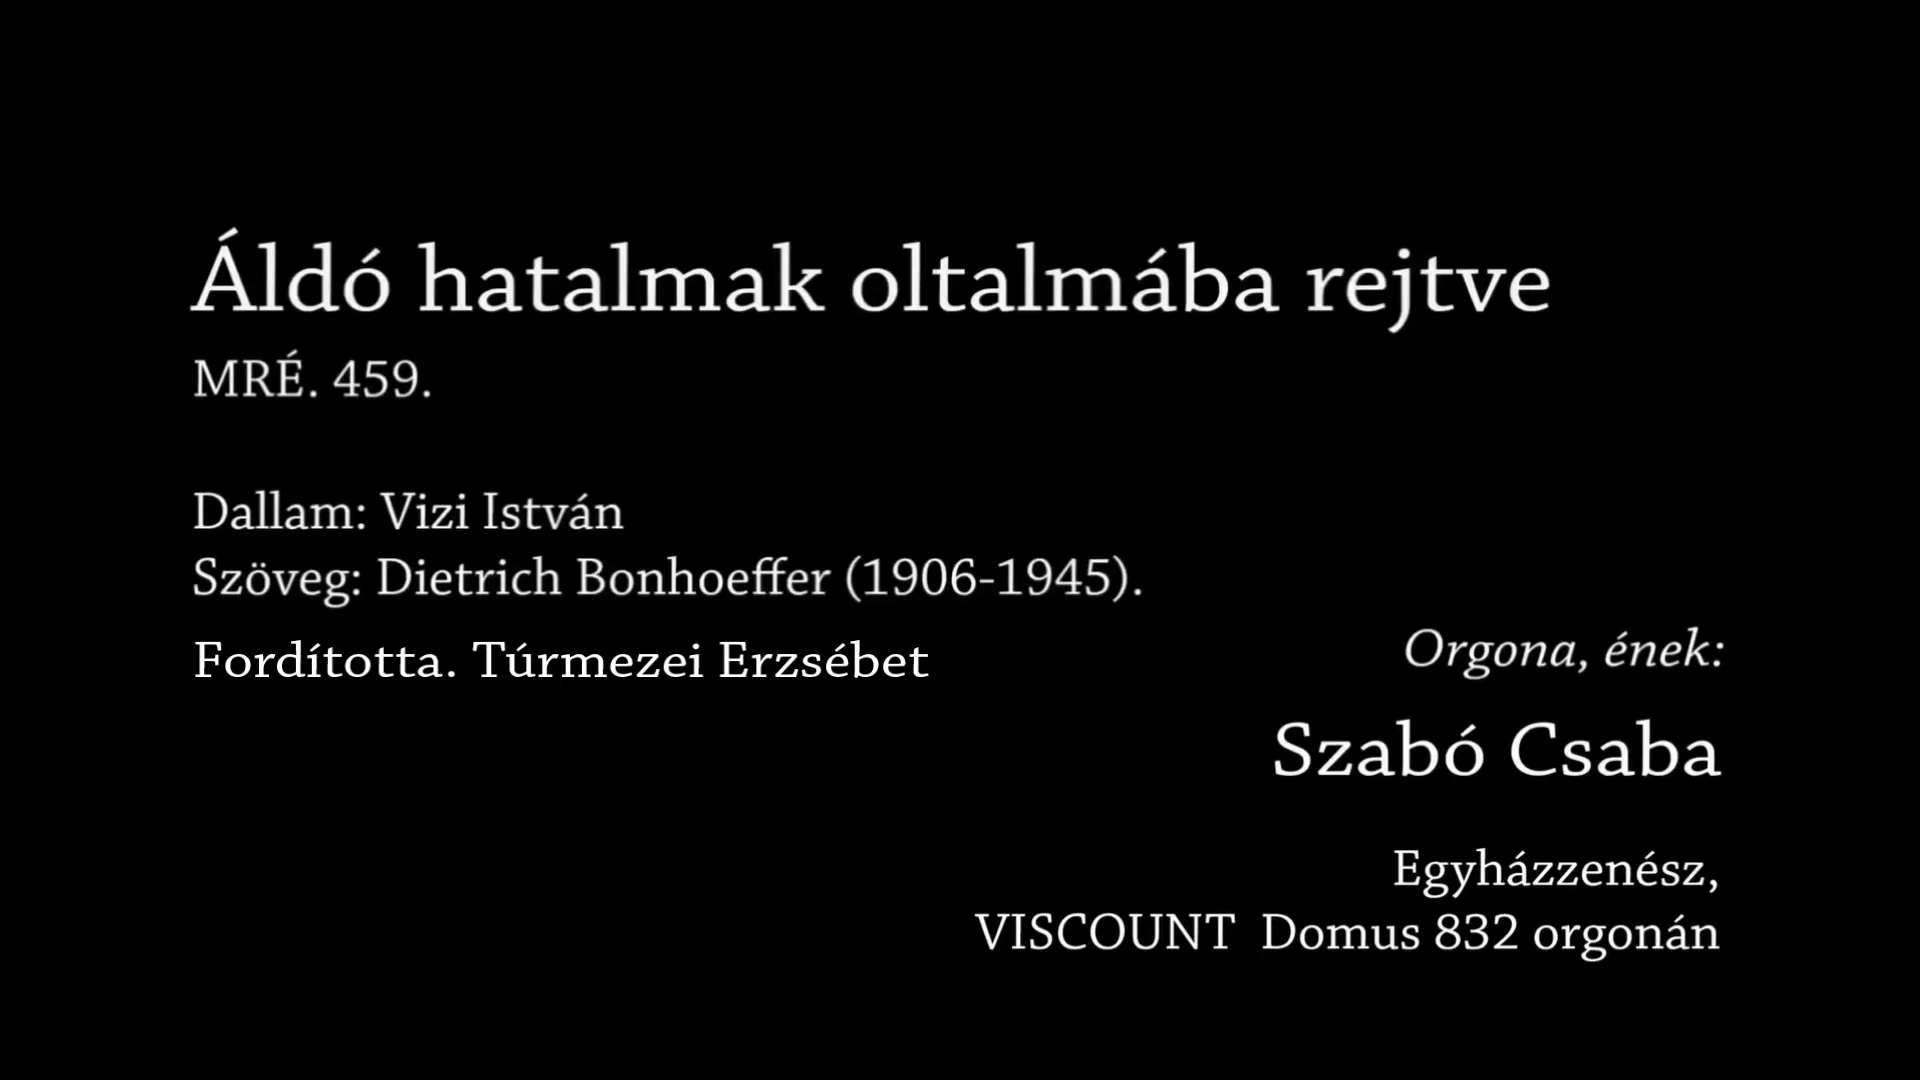 Áldó hatalmak oltalmába rejtve
MRÉ. 459.
Dallam: Vizi István
Szöveg: Dietrich Bonhoeffer (1906-1945).
Fordította. Túrmezei Erzsébet
Orgona, ének:
Szabó Csaba
Egyházzenész,
VISCOUNT Domus 832 orgonán